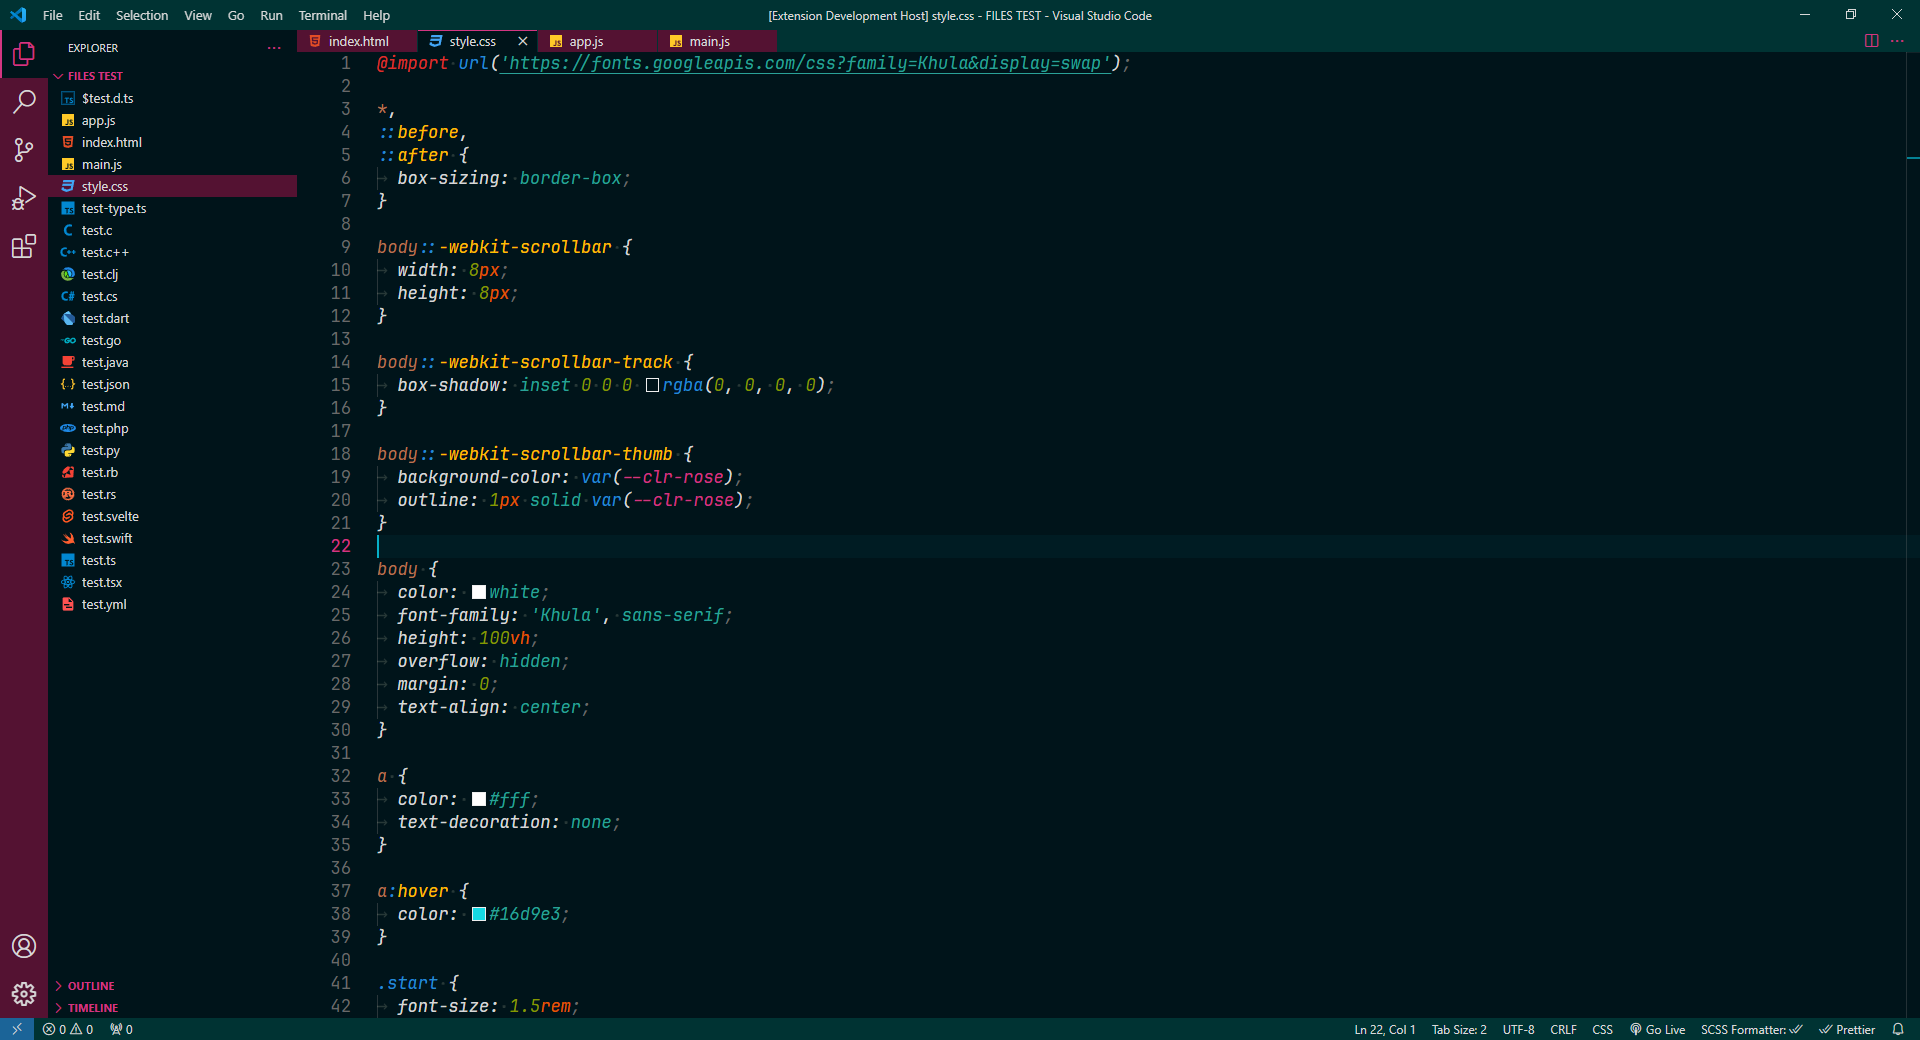 File Edit Selection View Go Run Terminal Help
[Extension Development Host] style.css - FILES TEST - Visual Studio Code
EXPLORER
FILES TEST
$test.d.ts
app.js
index.html
main.js
style.css
test-type.ts
test.c
test.c++
test.clj
test.cs
test.dart
test.go
test.java
test.json
test.md
test.php
test.py
test.rb
test.rs
test.svelte
test.swift
test.ts
test.tsx
test.yml
OUTLINE
TIMELINE
index.html style.css app.js main.js
1 @import url('https://fonts.googleapis.com/css?family=Khula&display=swap');
2
3 *,
4 ::before,
5 ::after {
6 box-sizing: border-box;
7 }
8
9 body::-webkit-scrollbar {
10 width: 8px;
11 height: 8px;
12 }
13
14 body::-webkit-scrollbar-track {
15 box-shadow: inset 0 0 0 rgba(0, 0, 0, 0);
16 }
17
18 body::-webkit-scrollbar-thumb {
19 background-color: var(--clr-rose);
20 outline: 1px solid var(--clr-rose);
21 }
22
23 body {
24 color: white;
25 font-family: 'Khula', sans-serif;
26 height: 100vh;
27 overflow: hidden;
28 margin: 0;
29 text-align: center;
30 }
31
32 a {
33 color: #fff;
34 text-decoration: none;
35 }
36
37 a:hover {
38 color: #16d9e3;
39 }
40
41 .start {
42 font-size: 1.5rem;
0 0 0 Ln 22, Col 1 Tab Size: 2 UTF-8 CRLF CSS Go Live SCSS Formatter: Prettier